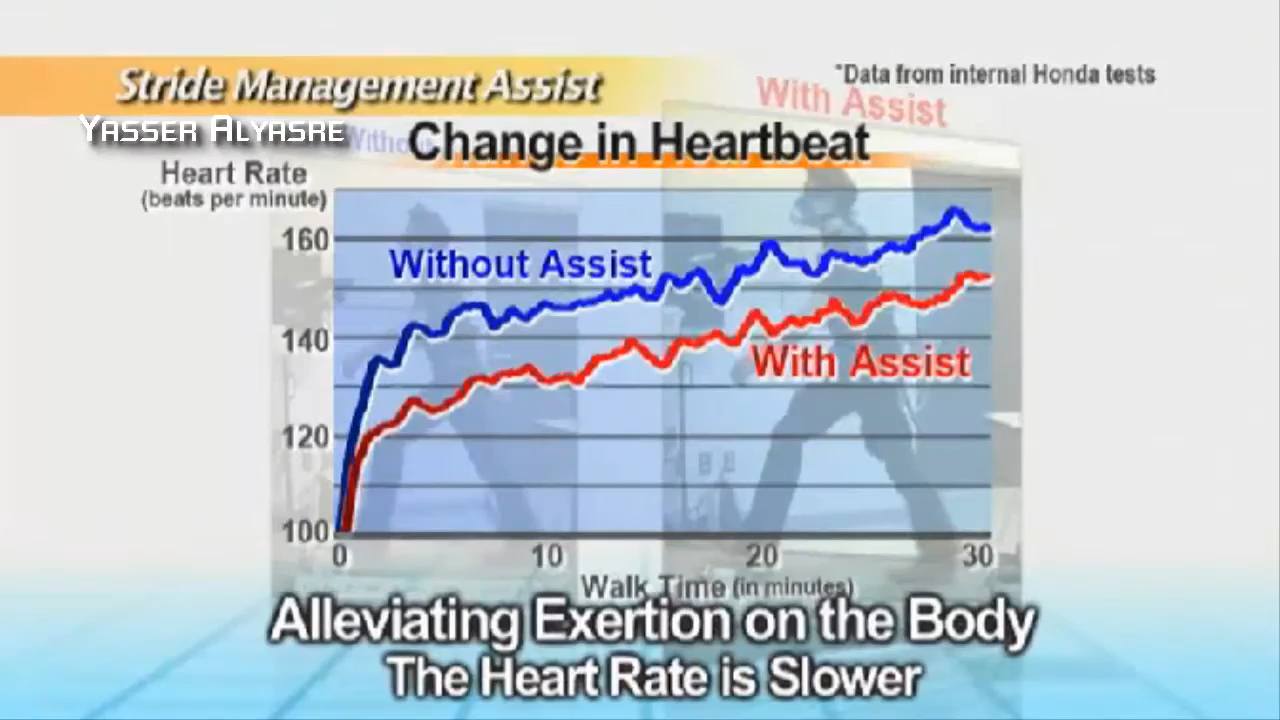 Stride Management Assist
*Data from internal Honda tests
With Assist
YASSER ALYASRE
Change in Heartbeat
Heart Rate
(beats per minute)
160
Without Assist
140
With Assist
120
100
0 10 20 30
Walk Time (in minutes)
Alleviating Exertion on the Body
The Heart Rate is Slower